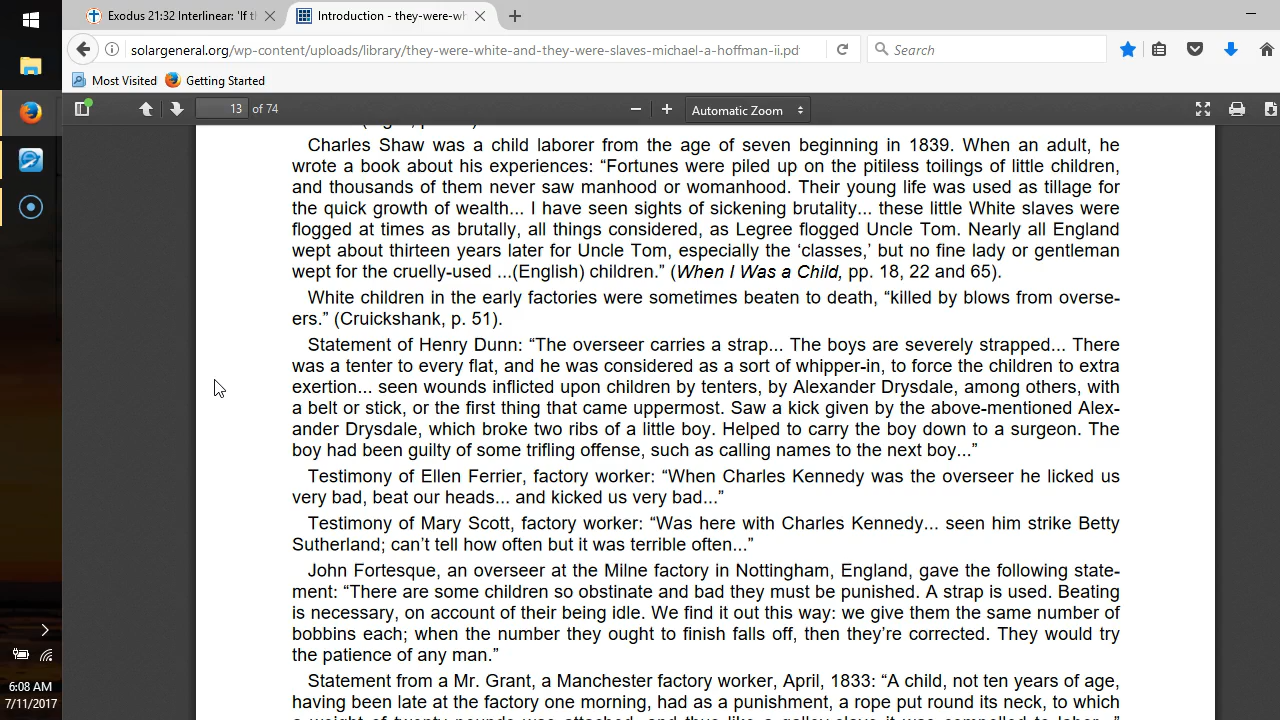 Exodus 21:32 Interlinear: 'If t
Introduction - they-were-wh
solargeneral.org/wp-content/uploads/library/they-were-white-and-they-were-slaves-michael-a-hoffman-ii.pdf
Search
Most Visited
Getting Started
13 of 74
Automatic Zoom
Charles Shaw was a child laborer from the age of seven beginning in 1839. When an adult, he
wrote a book about his experiences: “Fortunes were piled up on the pitiless toilings of little children,
and thousands of them never saw manhood or womanhood. Their young life was used as tillage for
the quick growth of wealth... I have seen sights of sickening brutality... these little White slaves were
flogged at times as brutally, all things considered, as Legree flogged Uncle Tom. Nearly all England
wept about thirteen years later for Uncle Tom, especially the ‘classes,’ but no fine lady or gentleman
wept for the cruelly-used ...(English) children.” (When I Was a Child, pp. 18, 22 and 65).
White children in the early factories were sometimes beaten to death, “killed by blows from overse-
ers.” (Cruickshank, p. 51).
Statement of Henry Dunn: “The overseer carries a strap... The boys are severely strapped... There
was a tenter to every flat, and he was considered as a sort of whipper-in, to force the children to extra
exertion... seen wounds inflicted upon children by tenters, by Alexander Drysdale, among others, with
a belt or stick, or the first thing that came uppermost. Saw a kick given by the above-mentioned Alex-
ander Drysdale, which broke two ribs of a little boy. Helped to carry the boy down to a surgeon. The
boy had been guilty of some trifling offense, such as calling names to the next boy...”
Testimony of Ellen Ferrier, factory worker: “When Charles Kennedy was the overseer he licked us
very bad, beat our heads... and kicked us very bad...”
Testimony of Mary Scott, factory worker: “Was here with Charles Kennedy... seen him strike Betty
Sutherland; can’t tell how often but it was terrible often...”
John Fortesque, an overseer at the Milne factory in Nottingham, England, gave the following state-
ment: “There are some children so obstinate and bad they must be punished. A strap is used. Beating
is necessary, on account of their being idle. We find it out this way: we give them the same number of
bobbins each; when the number they ought to finish falls off, then they’re corrected. They would try
the patience of any man.”
Statement from a Mr. Grant, a Manchester factory worker, April, 1833: “A child, not ten years of age,
having been late at the factory one morning, had as a punishment, a rope put round its neck, to which
a weight of twenty pounds was attached, and thus like a galley-slave it was compelled to labor...”
6:08 AM
7/11/2017